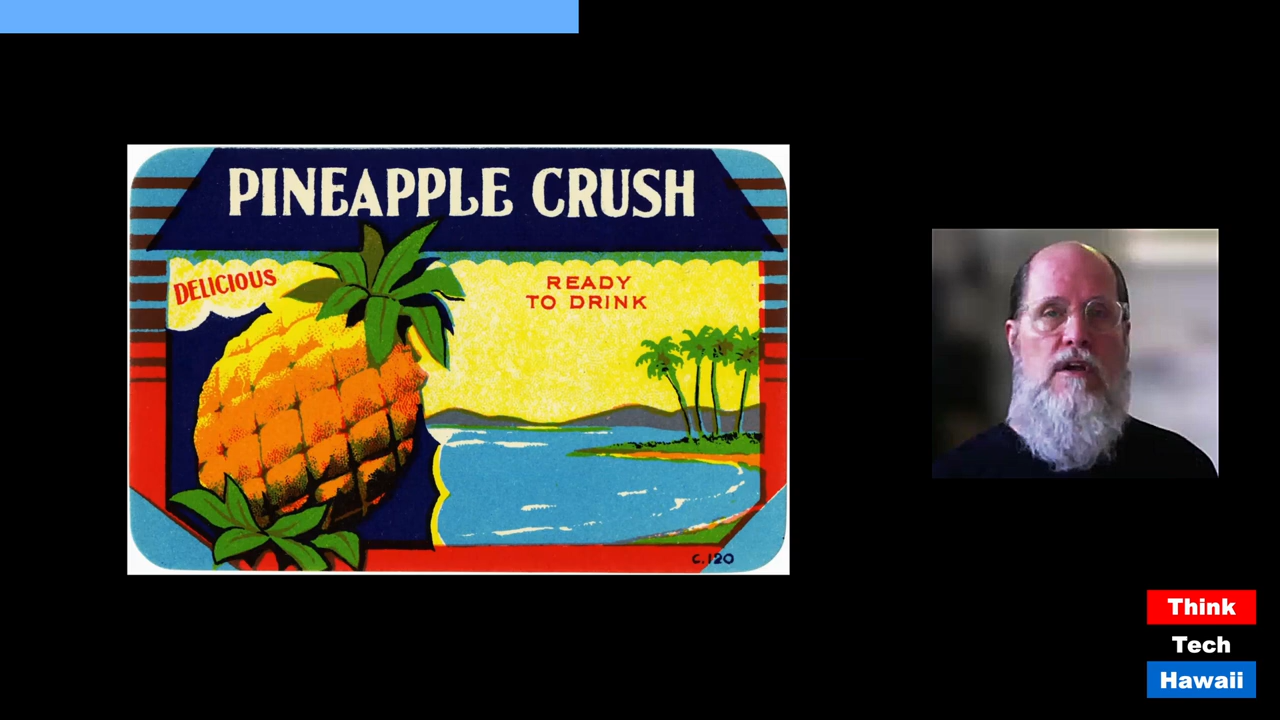 PINEAPPLE CRUSH
DELICIOUS
READY
TO DRINK
C.120
Think
Tech
Hawaii